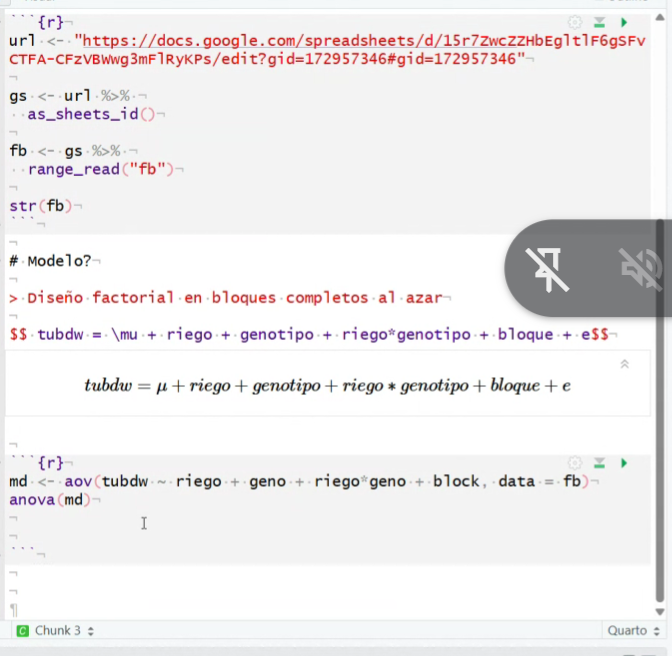 ```{r}
url <- "https://docs.google.com/spreadsheets/d/15r7ZwcZZHbEgltlF6gSFv
CTFA-CFzVBWwg3mFlRyKPs/edit?gid=172957346#gid=172957346"
gs <- url %>%
  as_sheets_id()
fb <- gs %>%
  range_read("fb")
str(fb)
```
# Modelo?
> Diseño factorial en bloques completos al azar
$$ tubdw = \mu + riego + genotipo + riego*genotipo + bloque + e$$
tubdw = μ + riego + genotipo + riego * genotipo + bloque + e
```{r}
md <- aov(tubdw ~ riego + geno + riego*geno + block, data = fb)
anova(md)
```
Chunk 3
Quarto